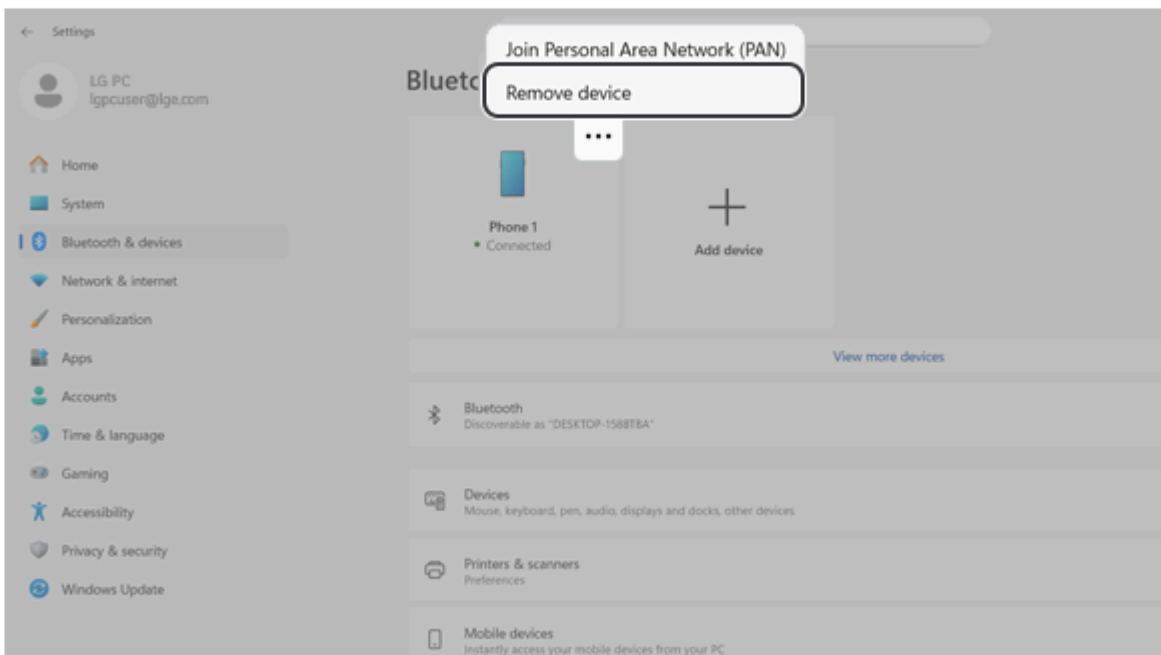 Settings
LG PC
lgpcuser@lge.com
Home
System
Bluetooth & devices
Network & internet
Personalization
Apps
Accounts
Time & language
Gaming
Accessibility
Privacy & security
Windows Update
Join Personal Area Network (PAN)
Remove device
Phone 1
Connected
Add device
View more devices
Bluetooth
Discoverable as "DESKTOP-1588TBA"
Devices
Mouse, keyboard, pen, audio, displays and docks, other devices
Printers & scanners
Preferences
Mobile devices
Instantly access your mobile devices from your PC